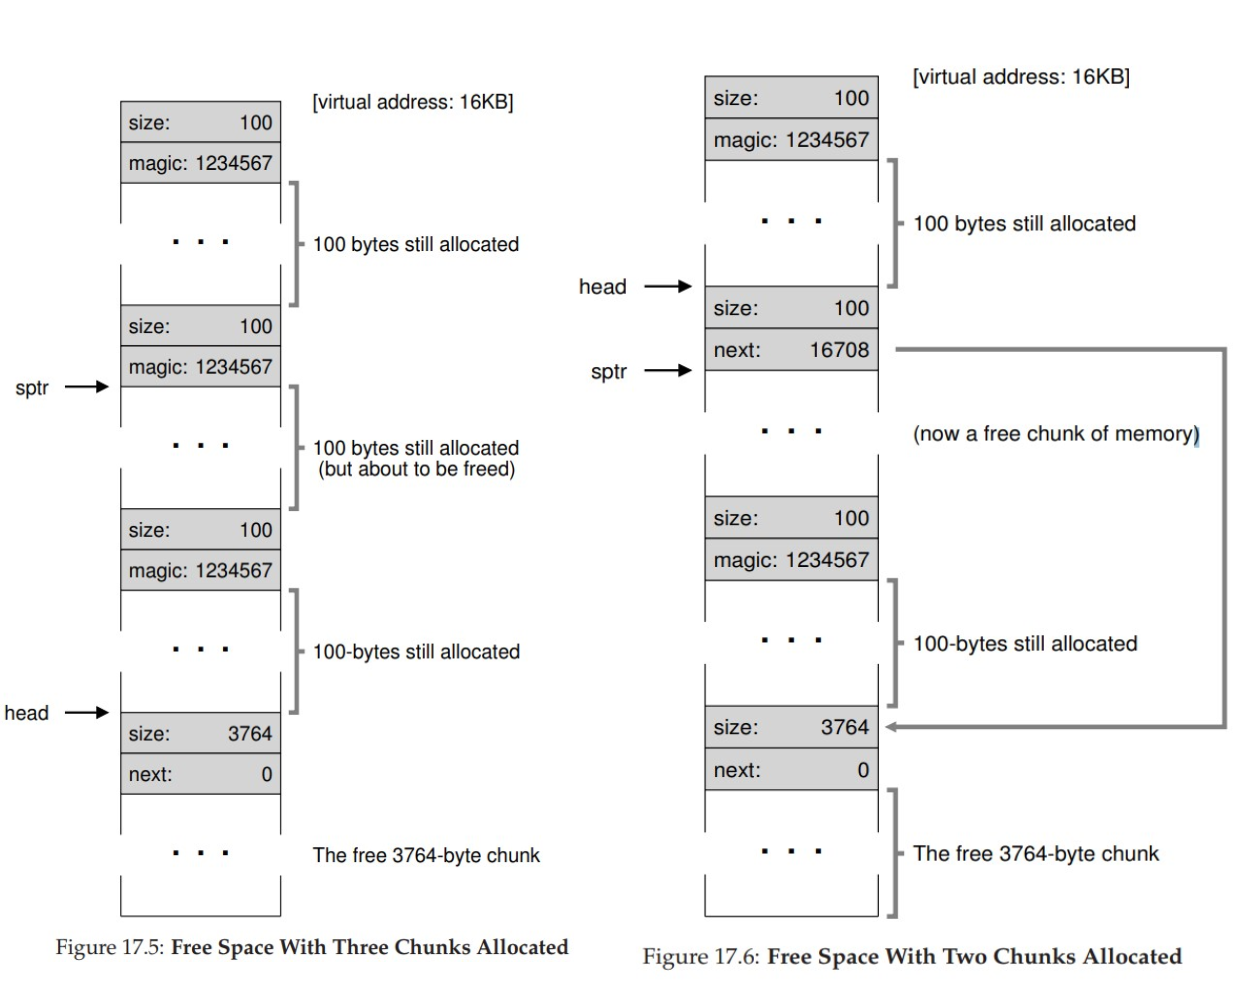 [virtual address: 16KB]
size: 100
magic: 1234567
. . .
100 bytes still allocated
size: 100
magic: 1234567
sptr
. . .
100 bytes still allocated
(but about to be freed)
size: 100
magic: 1234567
. . .
100-bytes still allocated
head
size: 3764
next: 0
. . .
The free 3764-byte chunk
Figure 17.5: Free Space With Three Chunks Allocated
[virtual address: 16KB]
size: 100
magic: 1234567
. . .
100 bytes still allocated
head
size: 100
next: 16708
sptr
. . .
(now a free chunk of memory)
size: 100
magic: 1234567
. . .
100-bytes still allocated
size: 3764
next: 0
. . .
The free 3764-byte chunk
Figure 17.6: Free Space With Two Chunks Allocated